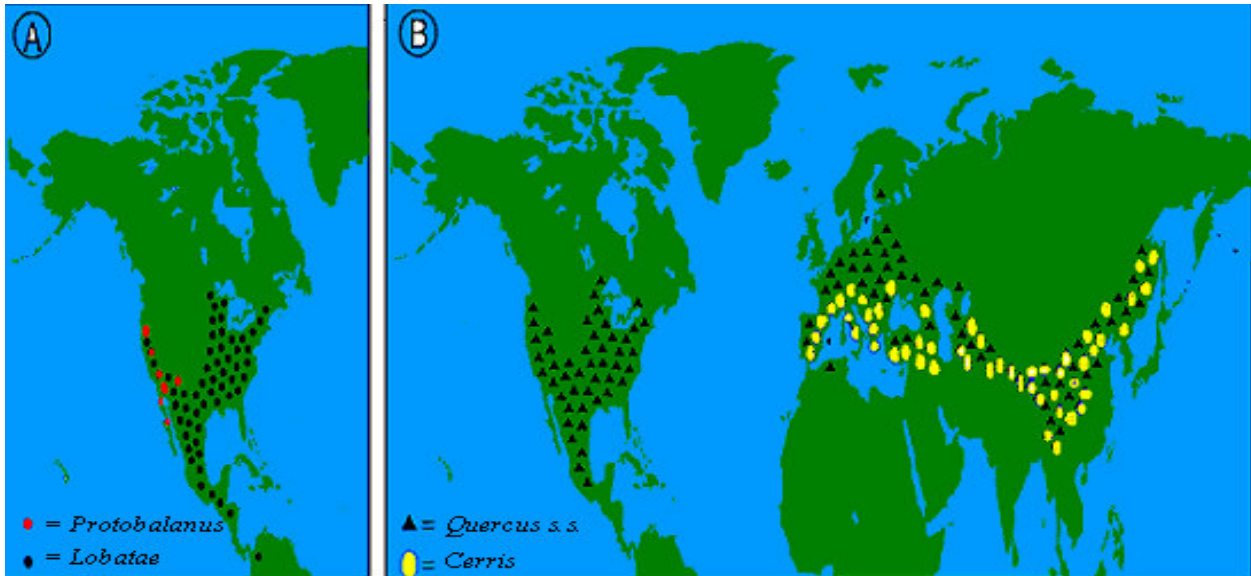 A
B
= Protobalanus
= Lobatae
= Quercus s.s.
= Cerris